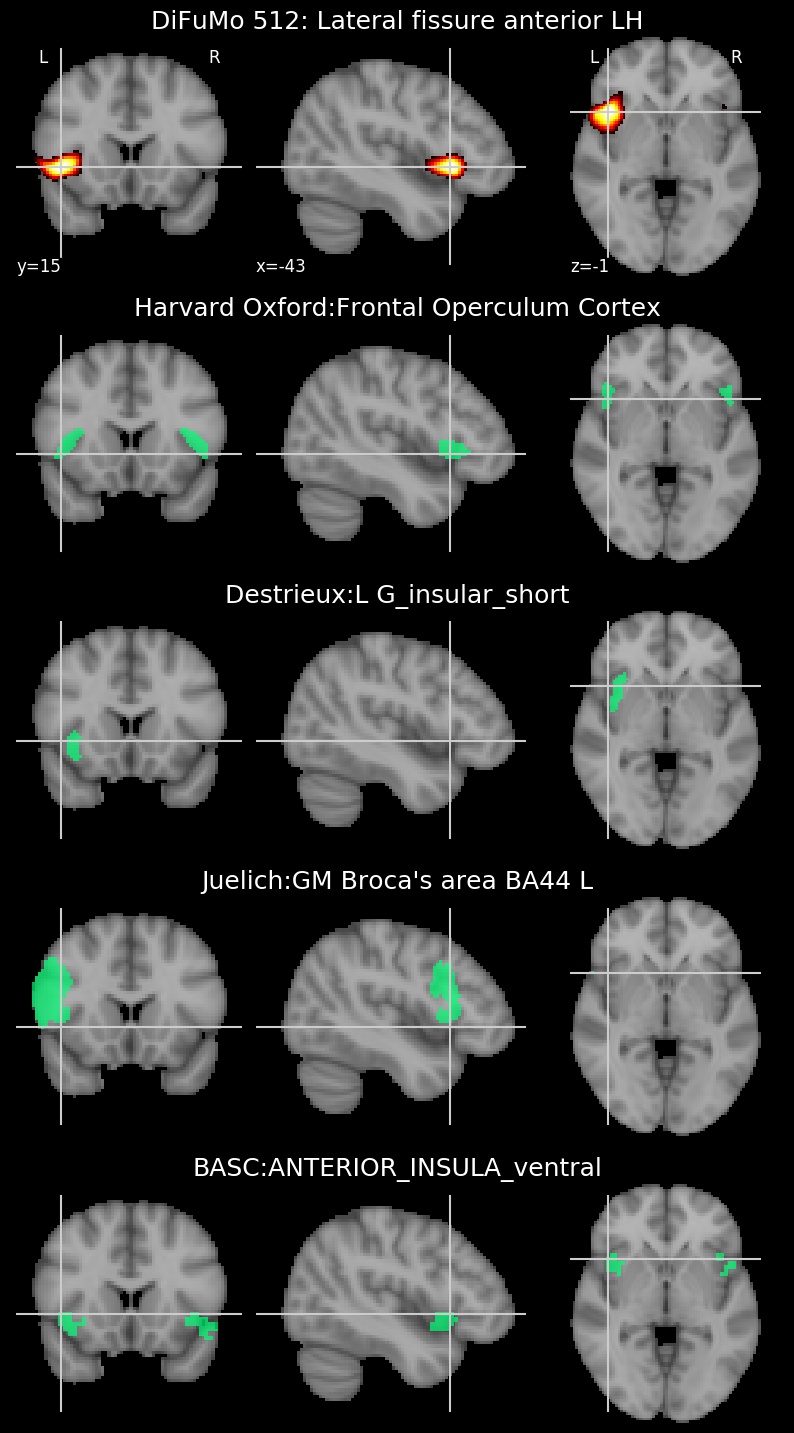 DiFuMo 512: Lateral fissure anterior LH
L R L R
y=15 x=-43 z=-1
Harvard Oxford:Frontal Operculum Cortex
Destrieux:L G_insular_short
Juelich:GM Broca's area BA44 L
BASC:ANTERIOR_INSULA_ventral